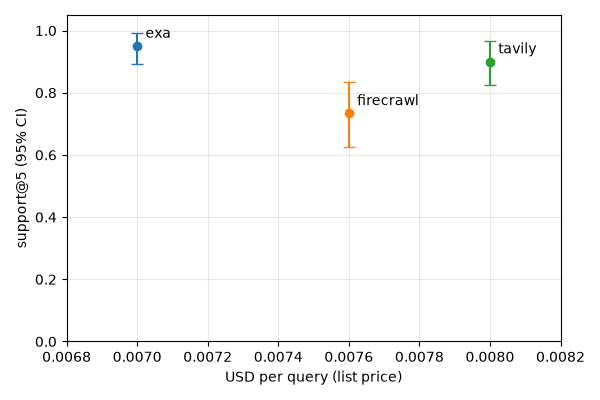 exa
tavily
firecrawl
support@5 (95% CI)
1.0
0.8
0.6
0.4
0.2
0.0
0.0068 0.0070 0.0072 0.0074 0.0076 0.0078 0.0080 0.0082
USD per query (list price)